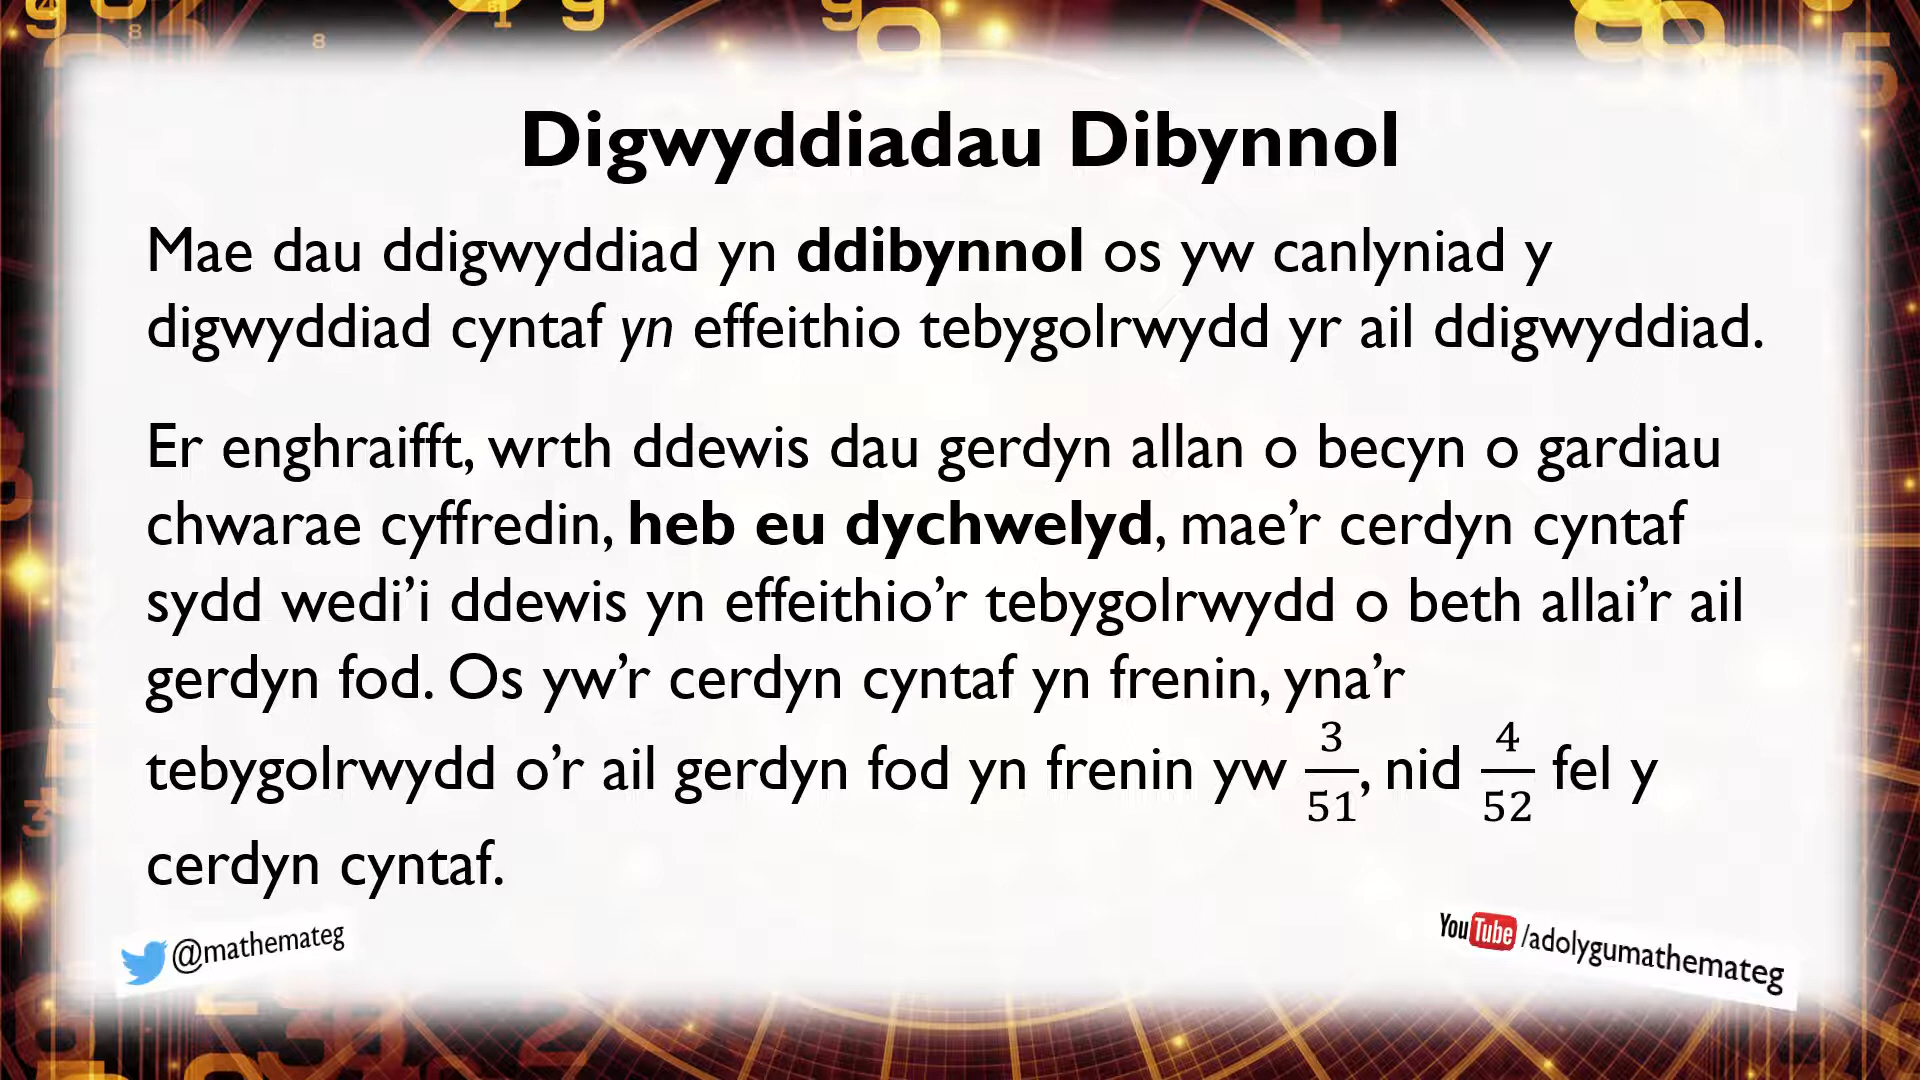 Digwyddiadau Dibynnol
Mae dau ddigwyddiad yn ddibynnol os yw canlyniad y
digwyddiad cyntaf yn effeithio tebygolrwydd yr ail ddigwyddiad.
Er enghraifft, wrth ddewis dau gerdyn allan o becyn o gardiau
chwarae cyffredin, heb eu dychwelyd, mae’r cerdyn cyntaf
sydd wedi’i ddewis yn effeithio’r tebygolrwydd o beth allai’r ail
gerdyn fod. Os yw’r cerdyn cyntaf yn frenin, yna’r
tebygolrwydd o’r ail gerdyn fod yn frenin yw 3/51, nid 4/52 fel y
cerdyn cyntaf.
@mathemateg
YouTube /adolygumathemateg